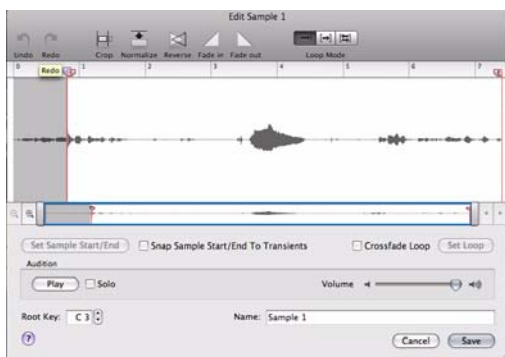 Edit Sample 1
Undo Redo Crop Normalize Reverse Fade in Fade out Loop Mode
0 1 2 3 4 5 6 7
Redo
Set Sample Start/End Snap Sample Start/End To Transients Crossfade Loop Set Loop
Audition
Play Solo Volume
Root Key: C 3 Name: Sample 1
? Cancel Save